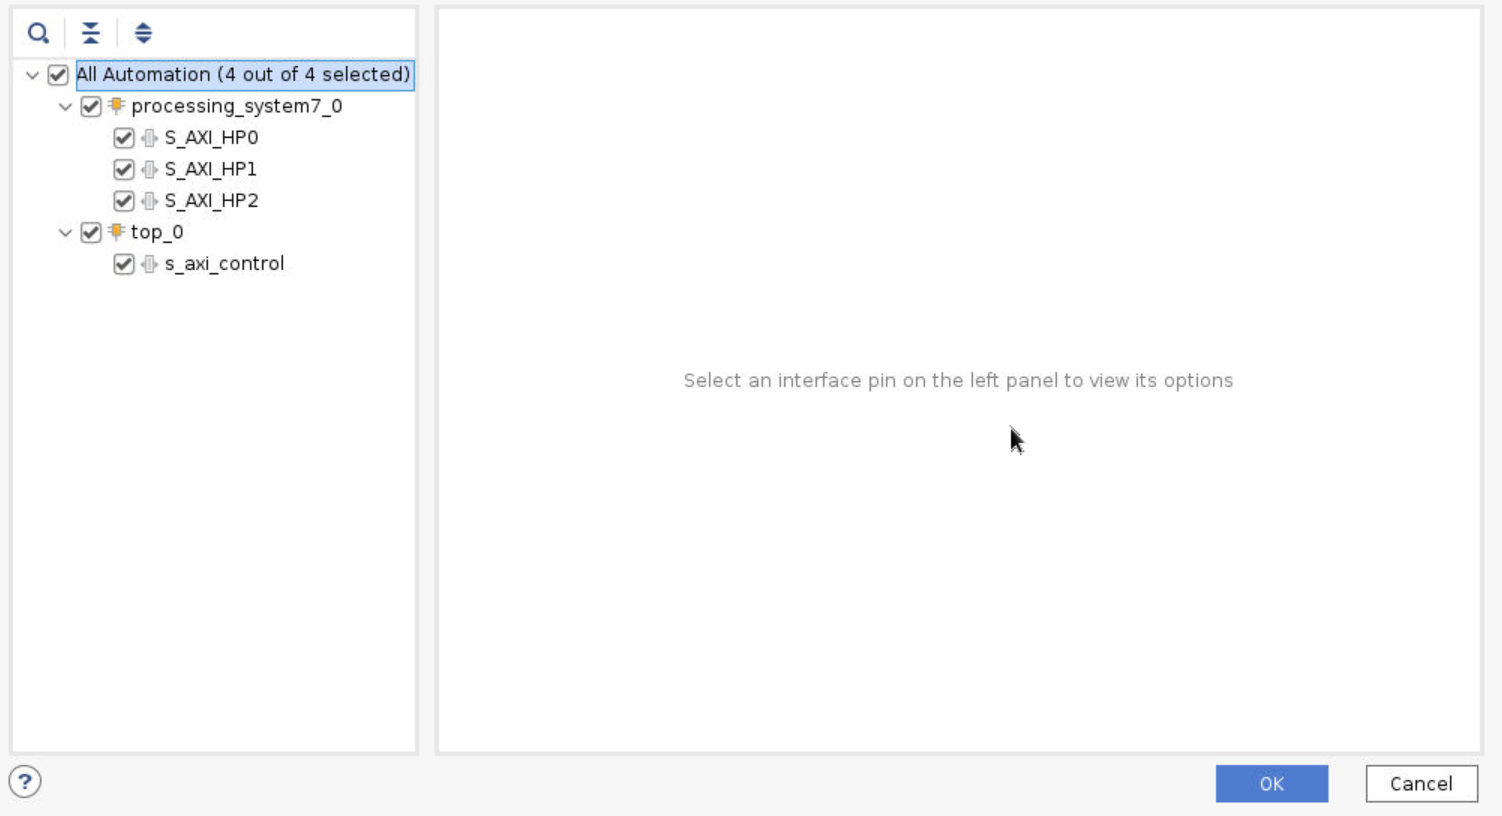 All Automation (4 out of 4 selected)
processing_system7_0
S_AXI_HP0
S_AXI_HP1
S_AXI_HP2
top_0
s_axi_control
Select an interface pin on the left panel to view its options
?
OK
Cancel